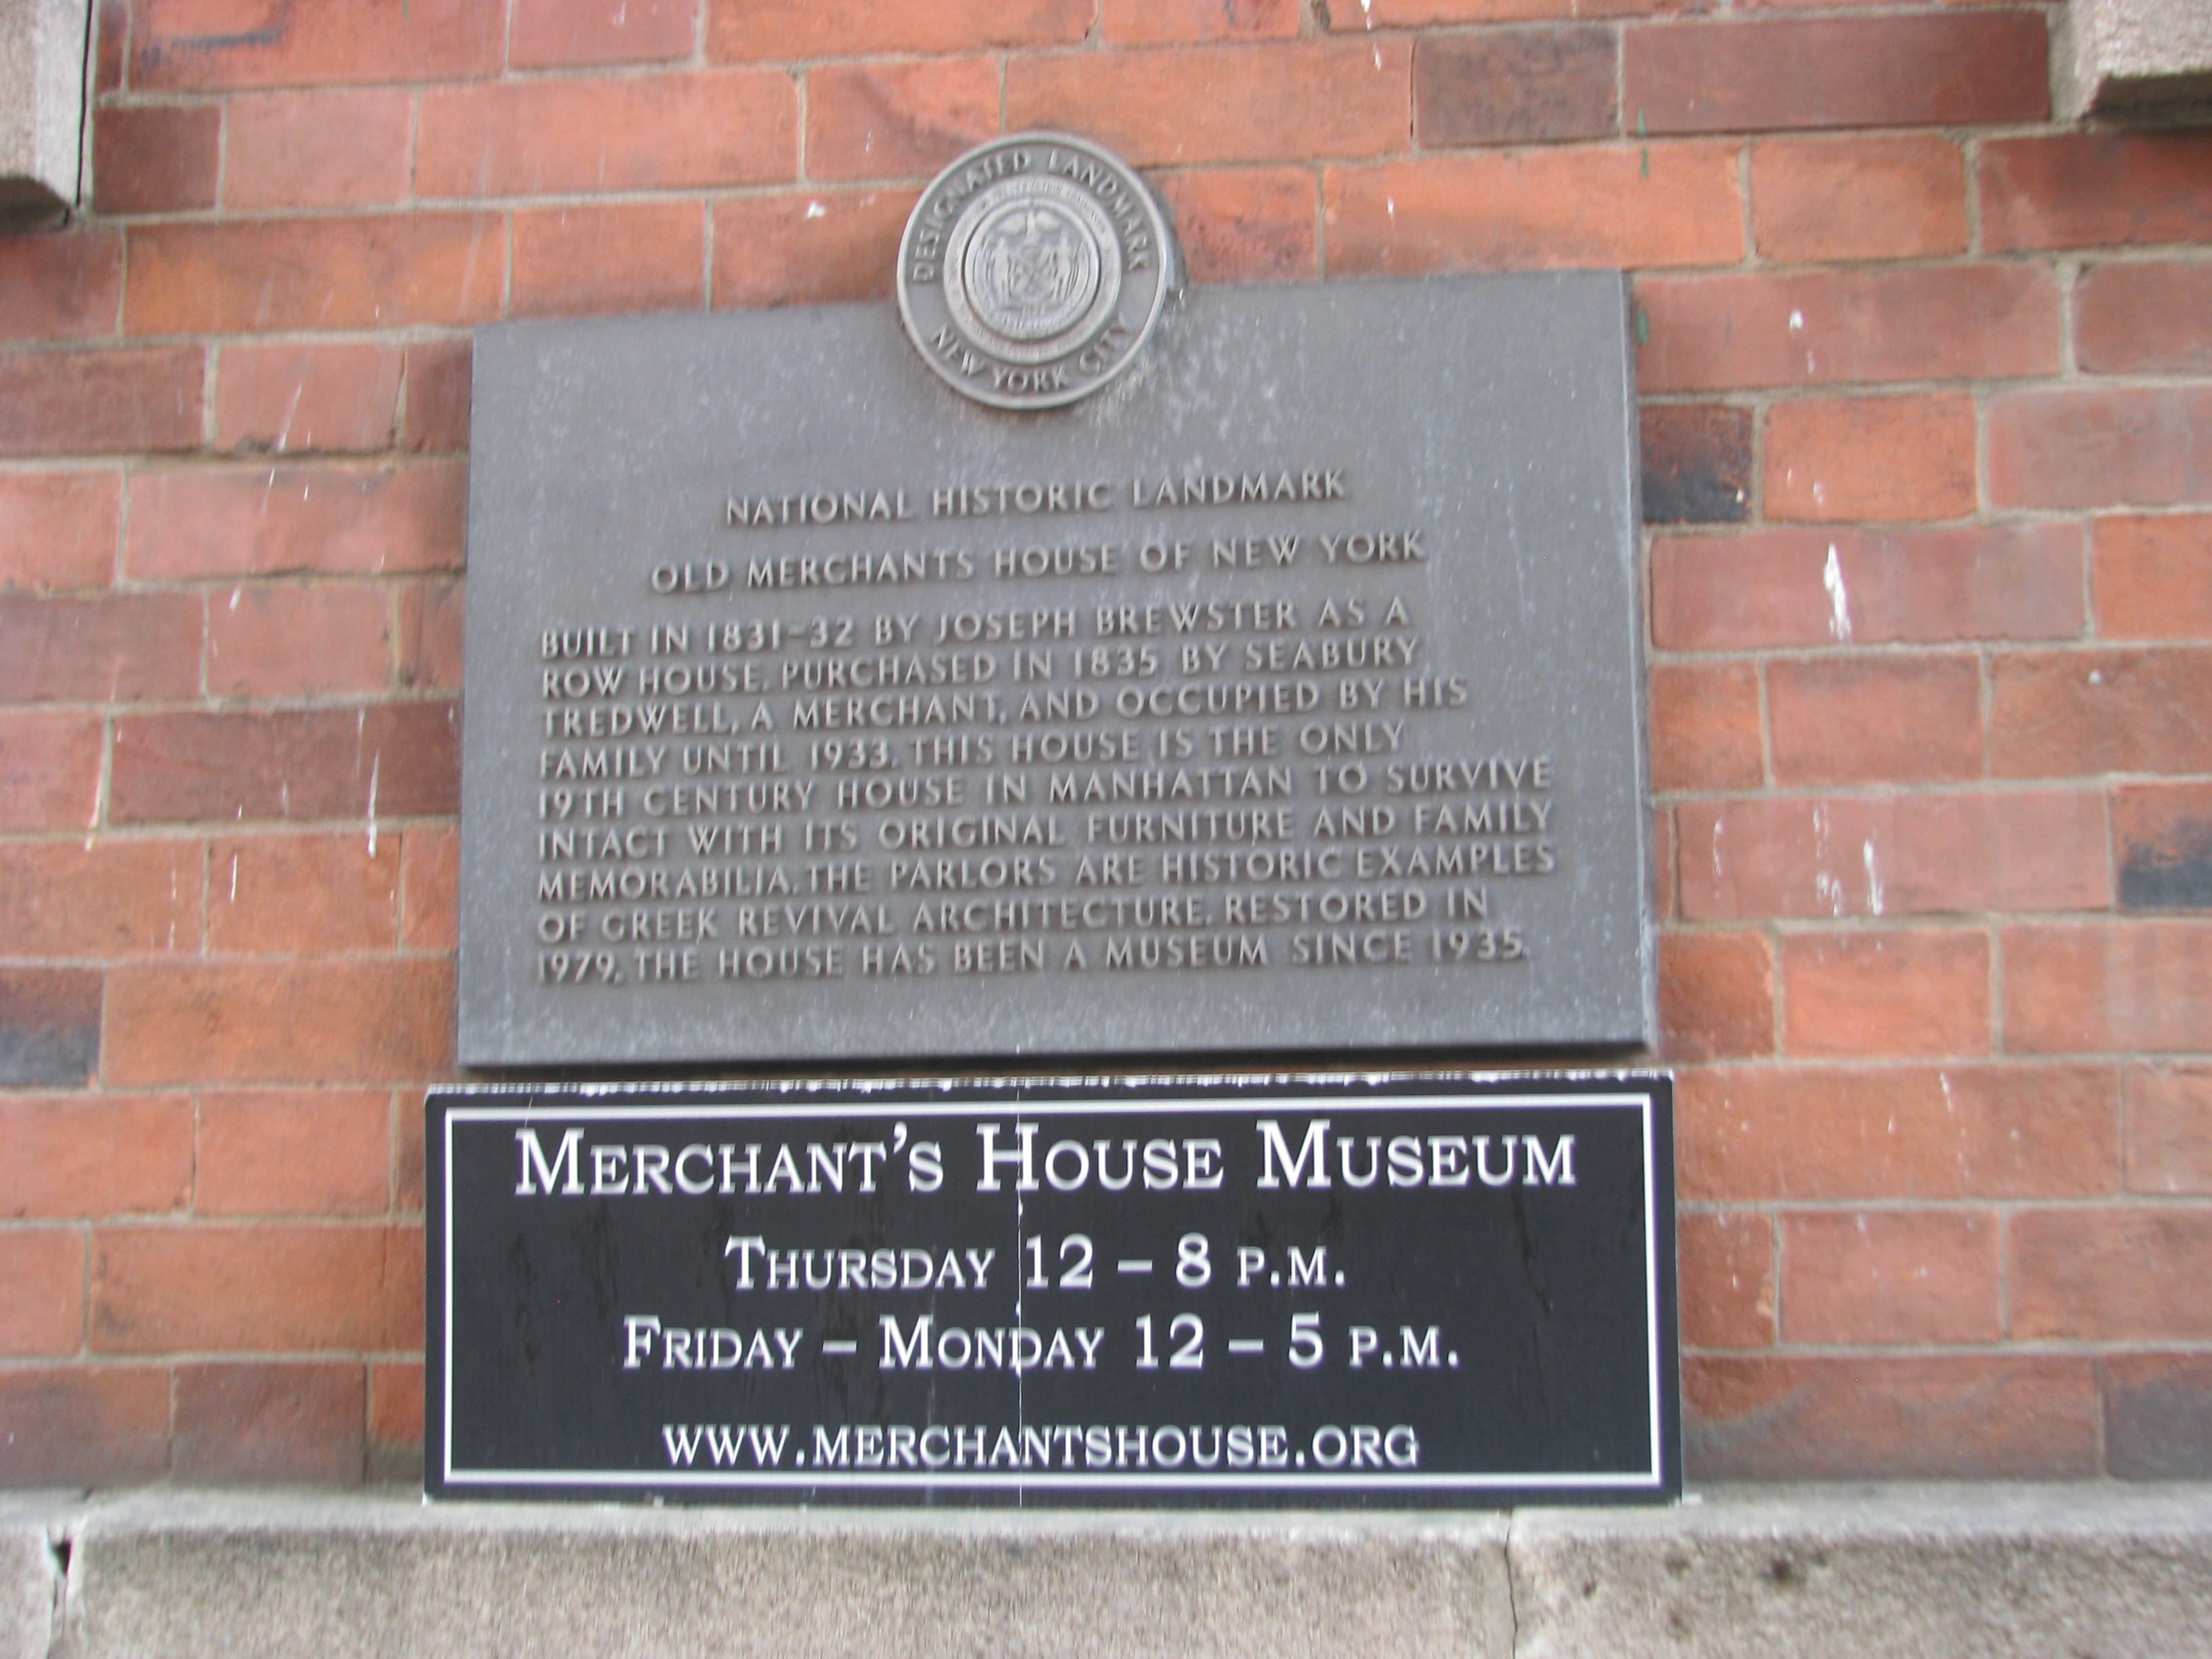 DESIGNATED LANDMARK
NEW YORK CITY
NATIONAL HISTORIC LANDMARK
OLD MERCHANTS HOUSE OF NEW YORK
BUILT IN 1831-32 BY JOSEPH BREWSTER AS A
ROW HOUSE. PURCHASED IN 1835 BY SEABURY
TREDWELL, A MERCHANT, AND OCCUPIED BY HIS
FAMILY UNTIL 1933. THIS HOUSE IS THE ONLY
19TH CENTURY HOUSE IN MANHATTAN TO SURVIVE
INTACT WITH ITS ORIGINAL FURNITURE AND FAMILY
MEMORABILIA. THE PARLORS ARE HISTORIC EXAMPLES
OF GREEK REVIVAL ARCHITECTURE. RESTORED IN
1979, THE HOUSE HAS BEEN A MUSEUM SINCE 1935.
MERCHANT'S HOUSE MUSEUM
THURSDAY 12 – 8 P.M.
FRIDAY – MONDAY 12 – 5 P.M.
WWW.MERCHANTSHOUSE.ORG